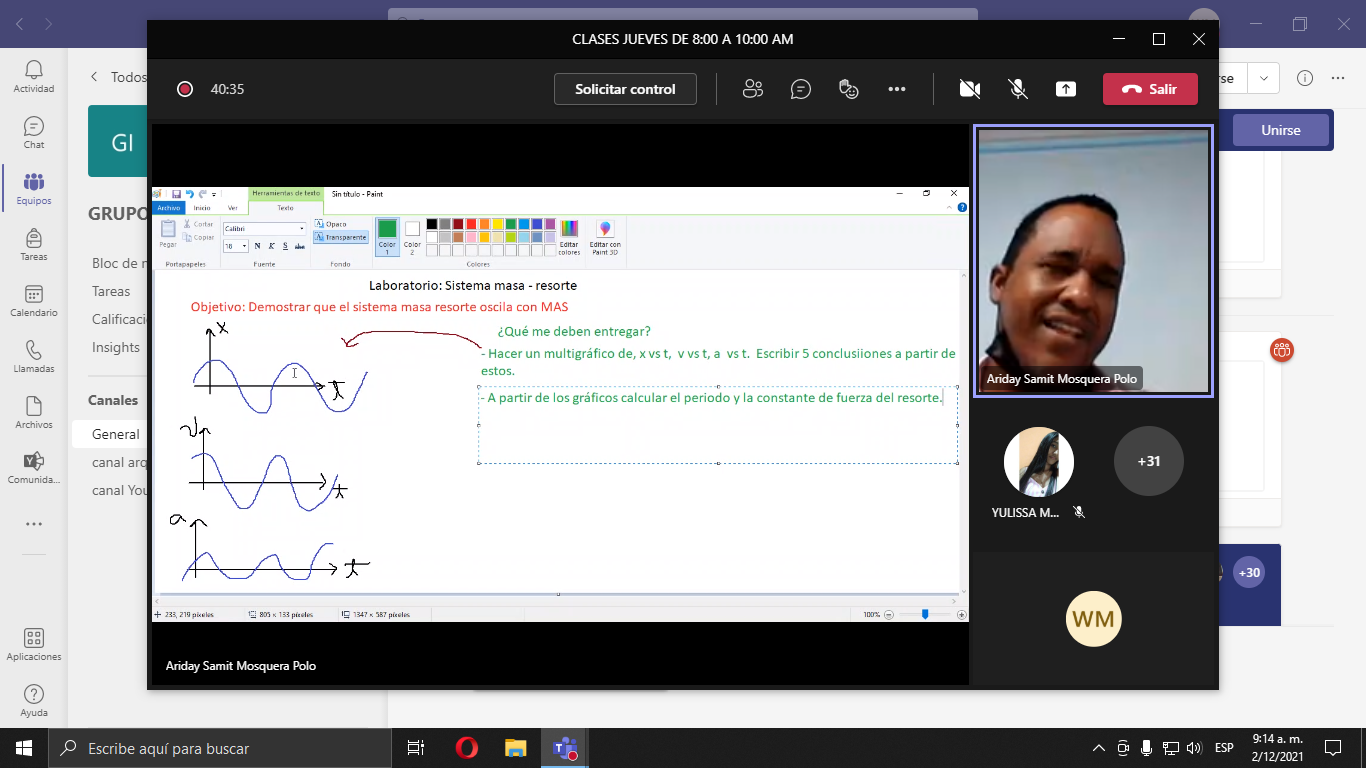 CLASES JUEVES DE 8:00 A 10:00 AM
40:35
Solicitar control
Salir
rse
Unirse
Actividad
Chat
Equipos
Tareas
Calendario
Llamadas
Archivos
Comunida...
Aplicaciones
Ayuda
Todos
GI
GRUPO
Bloc de n
Tareas
Calificaci
Insights
Canales
General
canal arq
canal You
Herramientas de texto
Sin título - Paint
Archivo
Inicio
Ver
Texto
Pegar
Cortar
Copiar
Portapapeles
Calibri
18
N K S abc
Fuente
Opaco
Transparente
Fondo
Color
1
Color
2
Editar
colores
Editar con
Paint 3D
Colores
Laboratorio: Sistema masa - resorte
Objetivo: Demostrar que el sistema masa resorte oscila con MAS
¿Qué me deben entregar?
- Hacer un multigráfico de, x vs t, v vs t, a vs t. Escribir 5 conclusiiones a partir de
estos.
- A partir de los gráficos calcular el periodo y la constante de fuerza del resorte.
x
t
v
t
a
t
233, 219 píxeles
805 × 133 píxeles
1347 × 587 píxeles
100%
Ariday Samit Mosquera Polo
Ariday Samit Mosquera Polo
YULISSA M...
+31
WM
+30
Escribe aquí para buscar
ESP
9:14 a. m.
2/12/2021